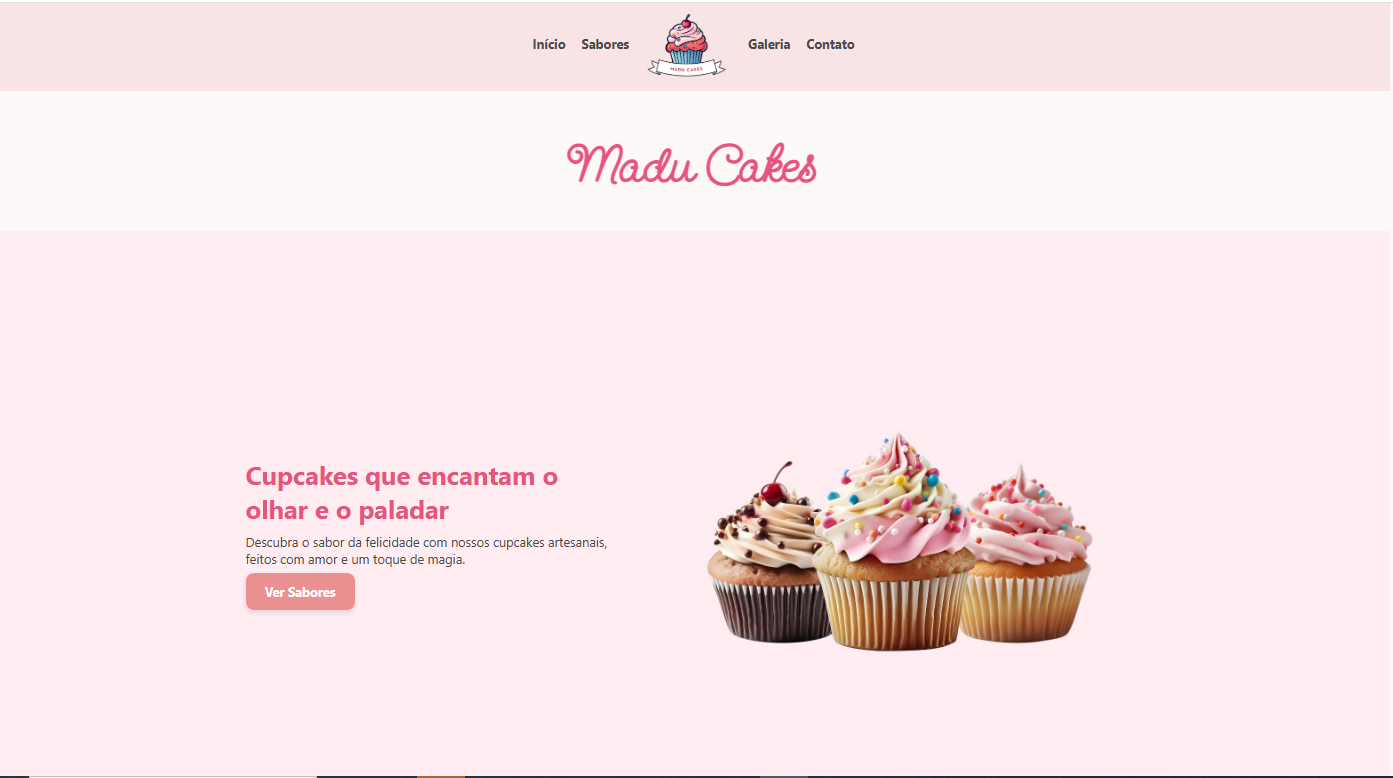 Início Sabores MADU CAKES Galeria Contato
Madu Cakes
Cupcakes que encantam o
olhar e o paladar
Descubra o sabor da felicidade com nossos cupcakes artesanais,
feitos com amor e um toque de magia.
Ver Sabores